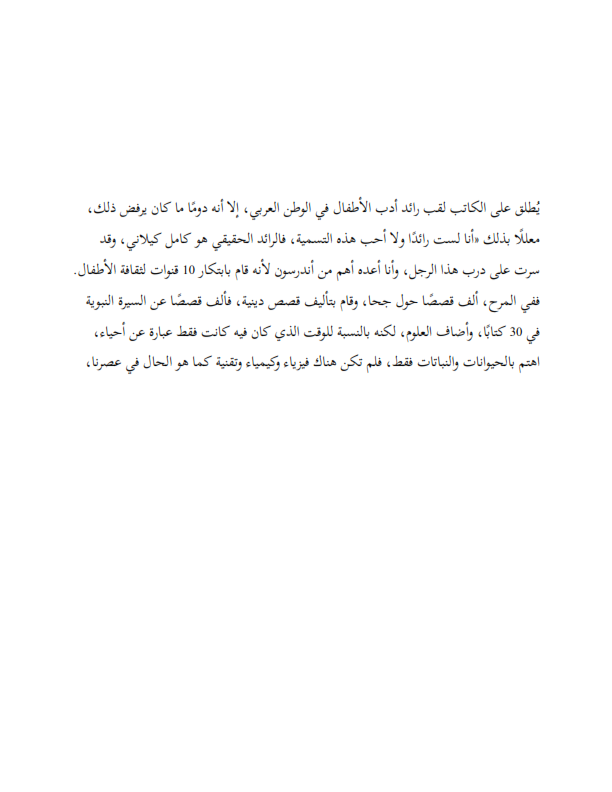 يُطلق على الكاتب لقب رائد أدب الأطفال في الوطن العربي، إلا أنه دومًا ما كان يرفض ذلك،
معللًا بذلك «أنا لست رائدًا ولا أحب هذه التسمية، فالرائد الحقيقي هو كامل كيلاني، وقد
سرت على درب هذا الرجل، وأنا أعده أهم من أندرسون لأنه قام بابتكار 10 قنوات لثقافة الأطفال.
ففي المرح، ألف قصصًا حول جحا، وقام بتأليف قصص دينية، فألف قصصًا عن السيرة النبوية
في 30 كتابًا، وأضاف العلوم، لكنه بالنسبة للوقت الذي كان فيه كانت فقط عبارة عن أحياء،
اهتم بالحيوانات والنباتات فقط، فلم تكن هناك فيزياء وكيمياء وتقنية كما هو الحال في عصرنا،